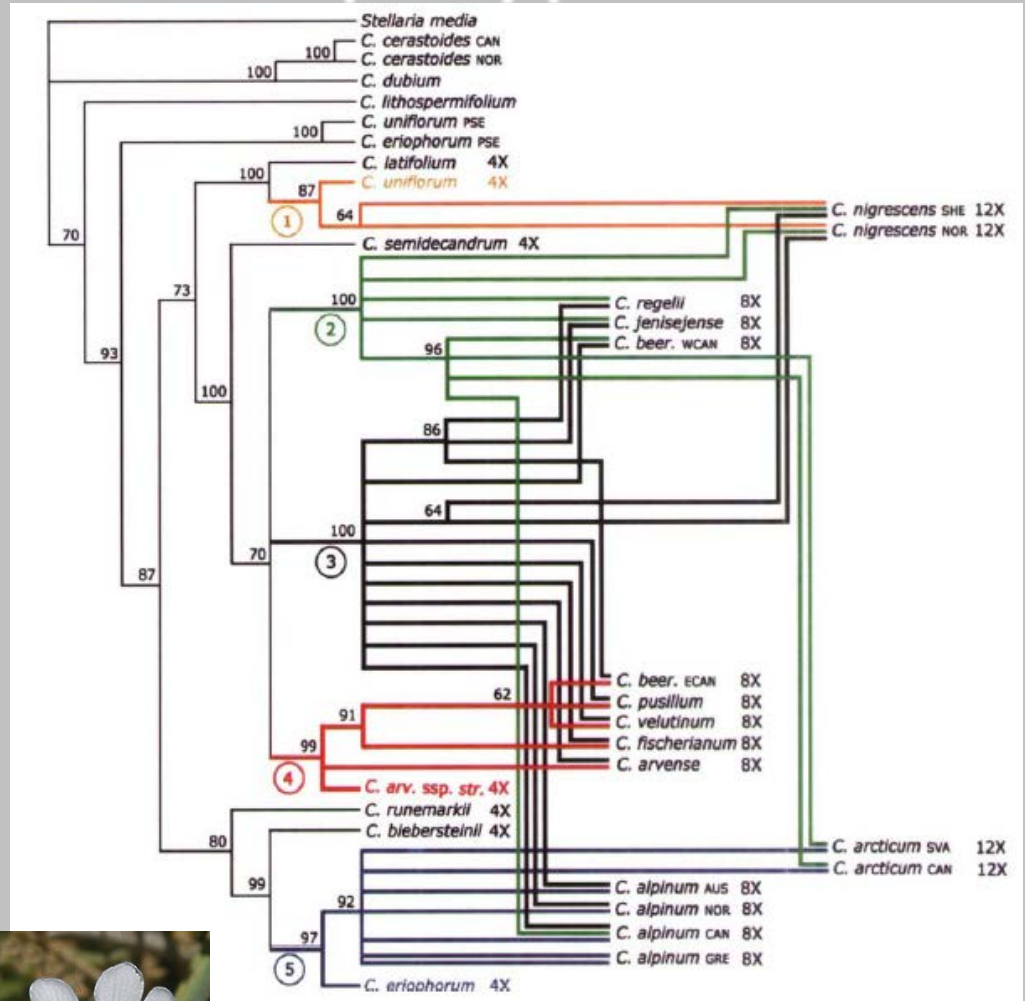 Stellaria media
C. cerastoides CAN
100
C. cerastoides NOR
100
C. dubium
C. lithospermifolium
C. uniflorum PSE
100
C. eriophorum PSE
C. latifolium 4X
100
C. uniflorum 4X
87
1
64
C. nigrescens SHE 12X
C. nigrescens NOR 12X
70
C. semidecandrum 4X
73
100
2
C. regelii 8X
C. jenisejense 8X
C. beer. WCAN 8X
96
93
100
86
64
100
3
70
87
C. beer. ECAN 8X
62
C. pusillum 8X
91
C. velutinum 8X
C. fischerianum 8X
99
C. arvense 8X
4
C. arv. ssp. str. 4X
C. runemarkii 4X
C. biebersteinii 4X
80
C. arcticum SVA 12X
C. arcticum CAN 12X
99
C. alpinum AUS 8X
92
C. alpinum NOR 8X
C. alpinum CAN 8X
97
C. alpinum GRE 8X
5
C. eriophorum 4X